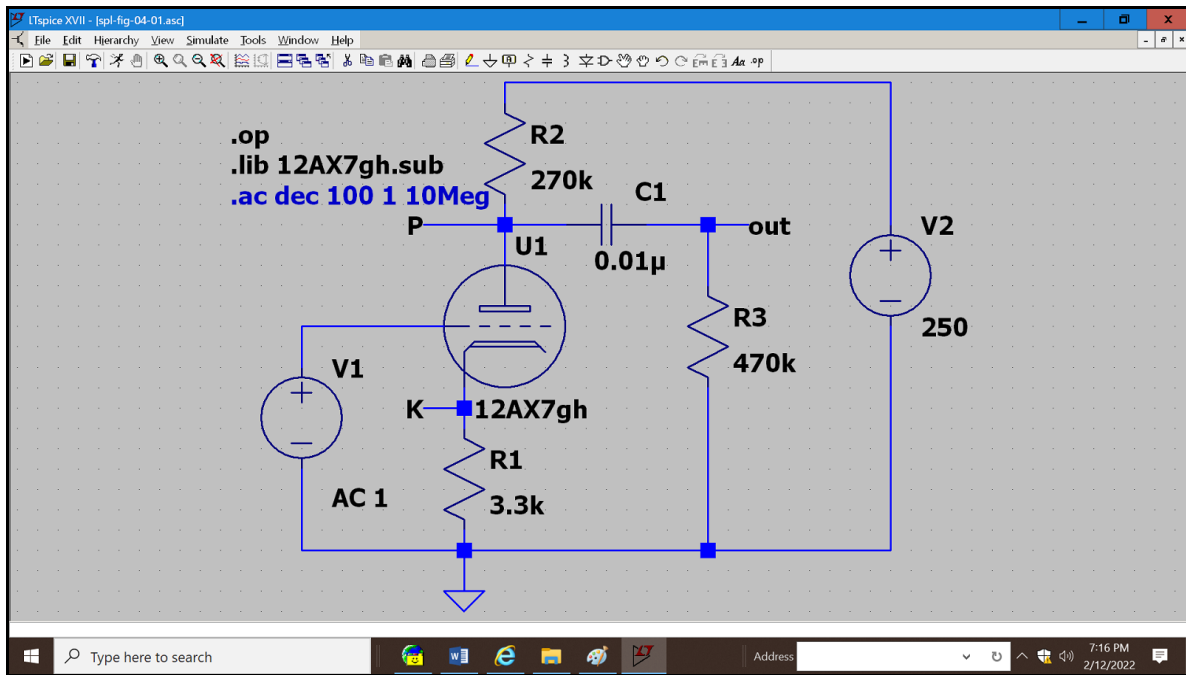 LTspice XVII - [spl-fig-04-01.asc]
File Edit Hierarchy View Simulate Tools Window Help
.op
.lib 12AX7gh.sub
.ac dec 100 1 10Meg
R2
270k
C1
P
out
V2
U1
0.01µ
R3
250
V1
470k
K
12AX7gh
R1
AC 1
3.3k
Type here to search
Address
7:16 PM
2/12/2022